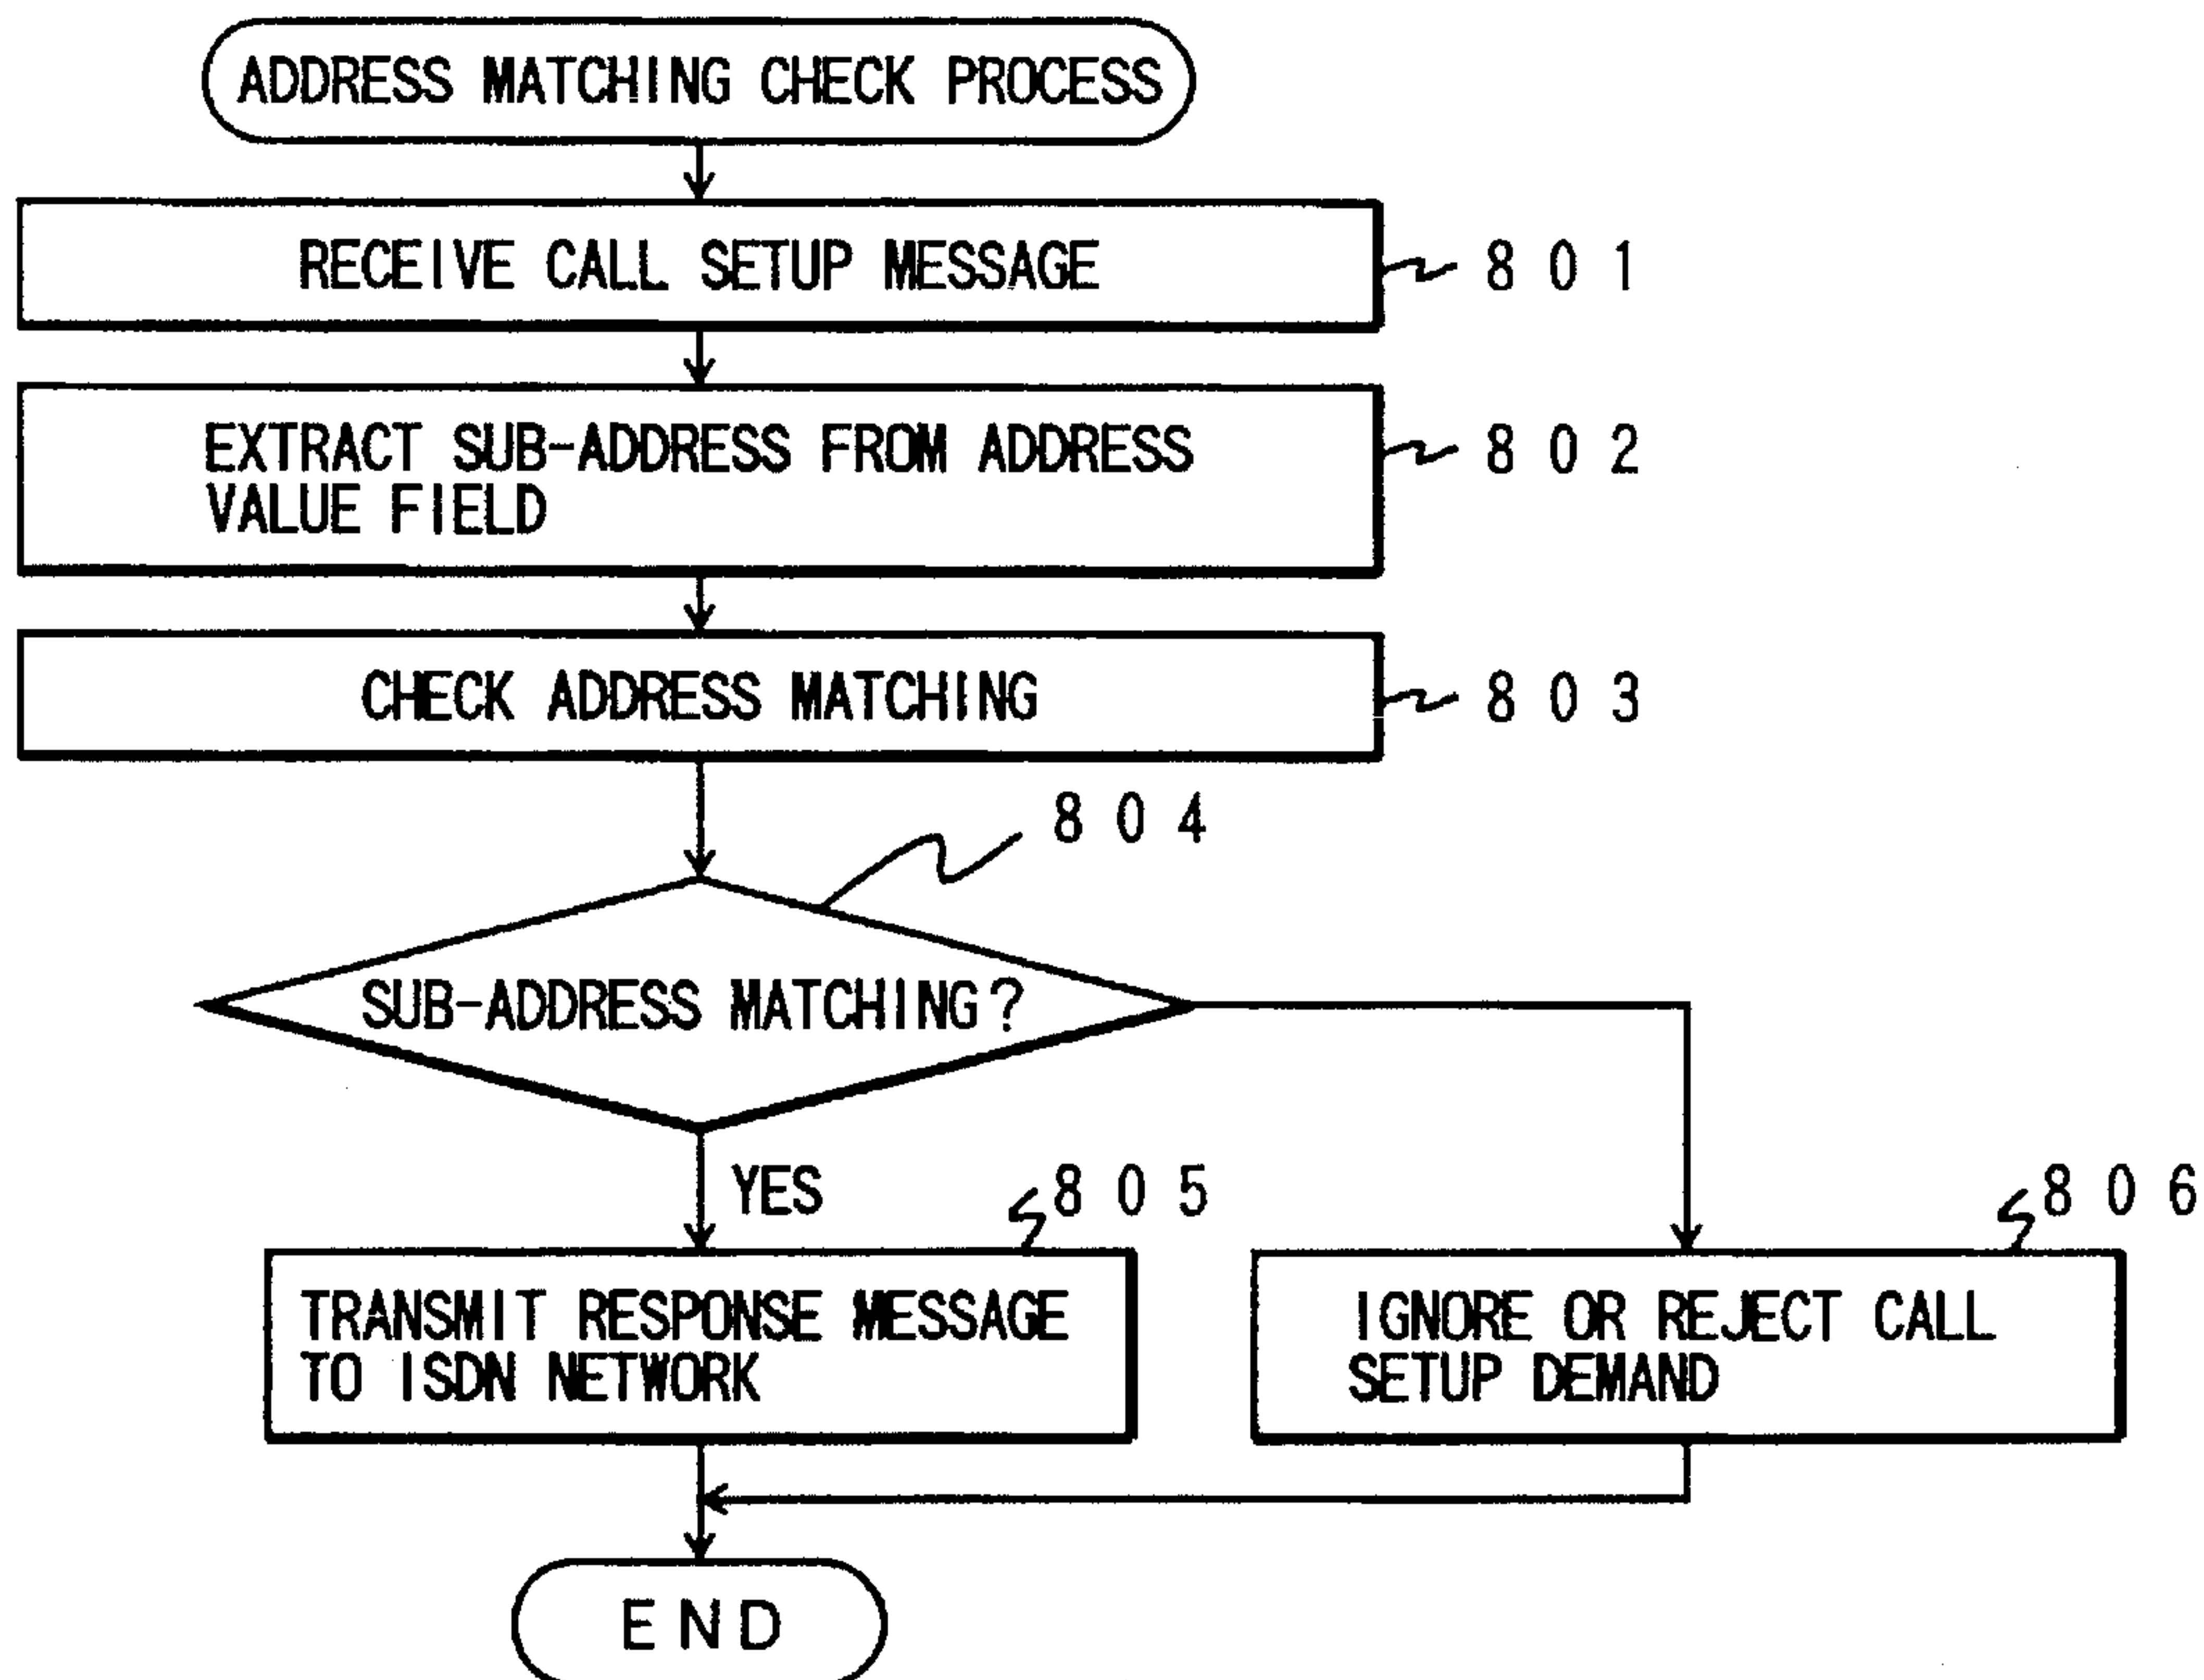 ADDRESS MATCHING CHECK PROCESS
RECEIVE CALL SETUP MESSAGE
801
EXTRACT SUB-ADDRESS FROM ADDRESS
VALUE FIELD
802
CHECK ADDRESS MATCHING
803
804
SUB-ADDRESS MATCHING?
YES
805
806
TRANSMIT RESPONSE MESSAGE
TO ISDN NETWORK
IGNORE OR REJECT CALL
SETUP DEMAND
END